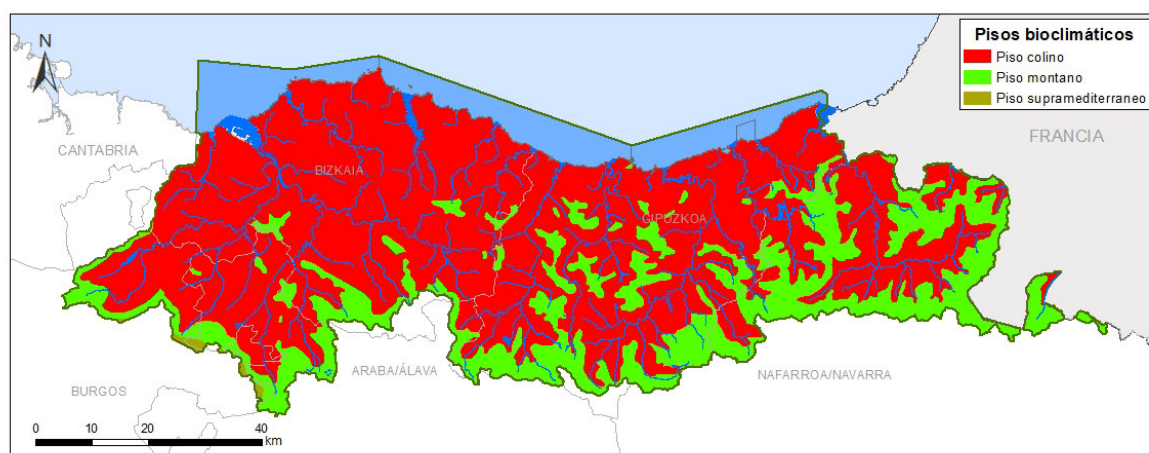 N
Pisos bioclimáticos
Piso colino
Piso montano
Piso supramediterraneo
FRANCIA
CANTABRIA
BIZKAIA
GIPUZKOA
ARABA/ÁLAVA
NAFARROA/NAVARRA
BURGOS
0 10 20 40
km